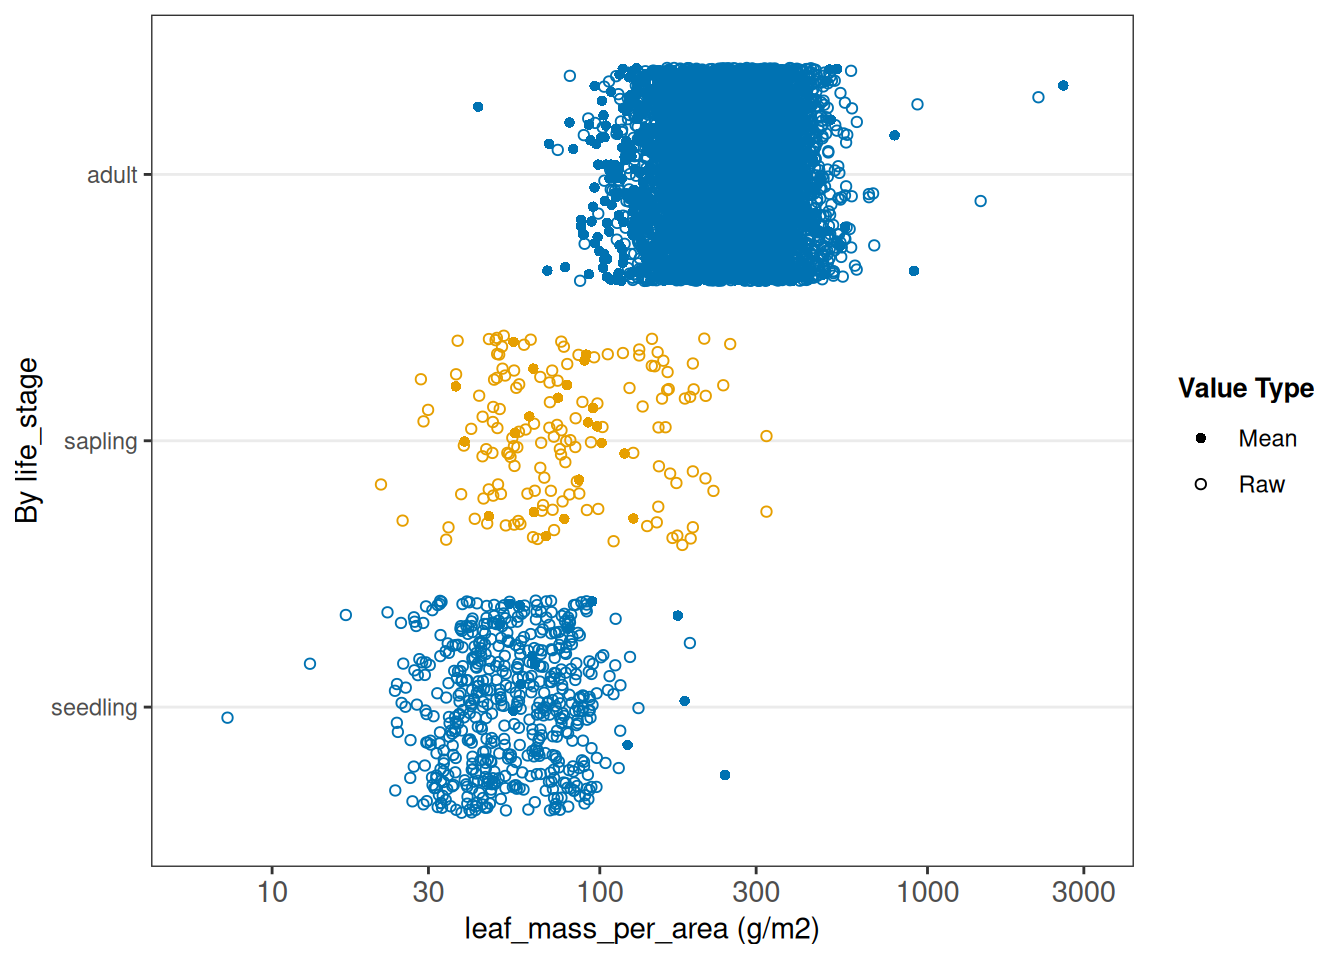 By life_stage
adult
sapling
seedling
10
30
100
300
1000
3000
leaf_mass_per_area (g/m2)
Value Type
Mean
Raw